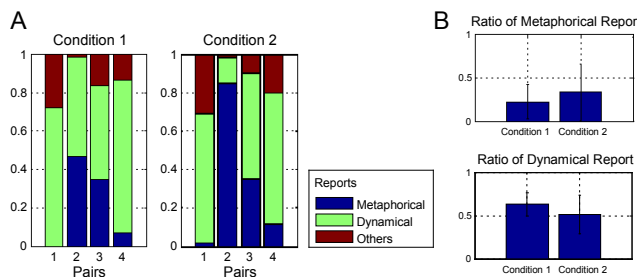 A
Condition 1
Condition 2
1
0.8
0.6
0.4
0.2
0
1
0.8
0.6
0.4
0.2
0
1 2 3 4
Pairs
1 2 3 4
Pairs
Reports
Metaphorical
Dynamical
Others
B
Ratio of Metaphorical Repor
1
0.5
0
Condition 1 Condition 2
Ratio of Dynamical Report
1
0.5
0
Condition 1 Condition 2